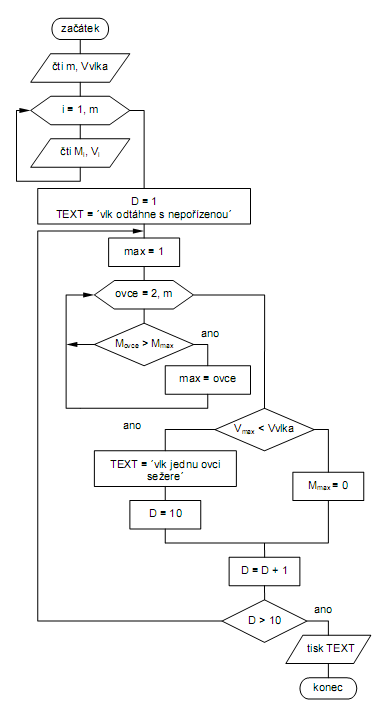 začátek
čti m, Vvlka
i = 1, m
čti Mi, Vi
D = 1
TEXT = ´vlk odtáhne s nepořízenou´
max = 1
ovce = 2, m
Movce > Mmax
ano
max = ovce
Vmax < Vvlka
ano
TEXT = ´vlk jednu ovci
sežere´
Mmax = 0
D = 10
D = D + 1
D > 10
ano
tisk TEXT
konec